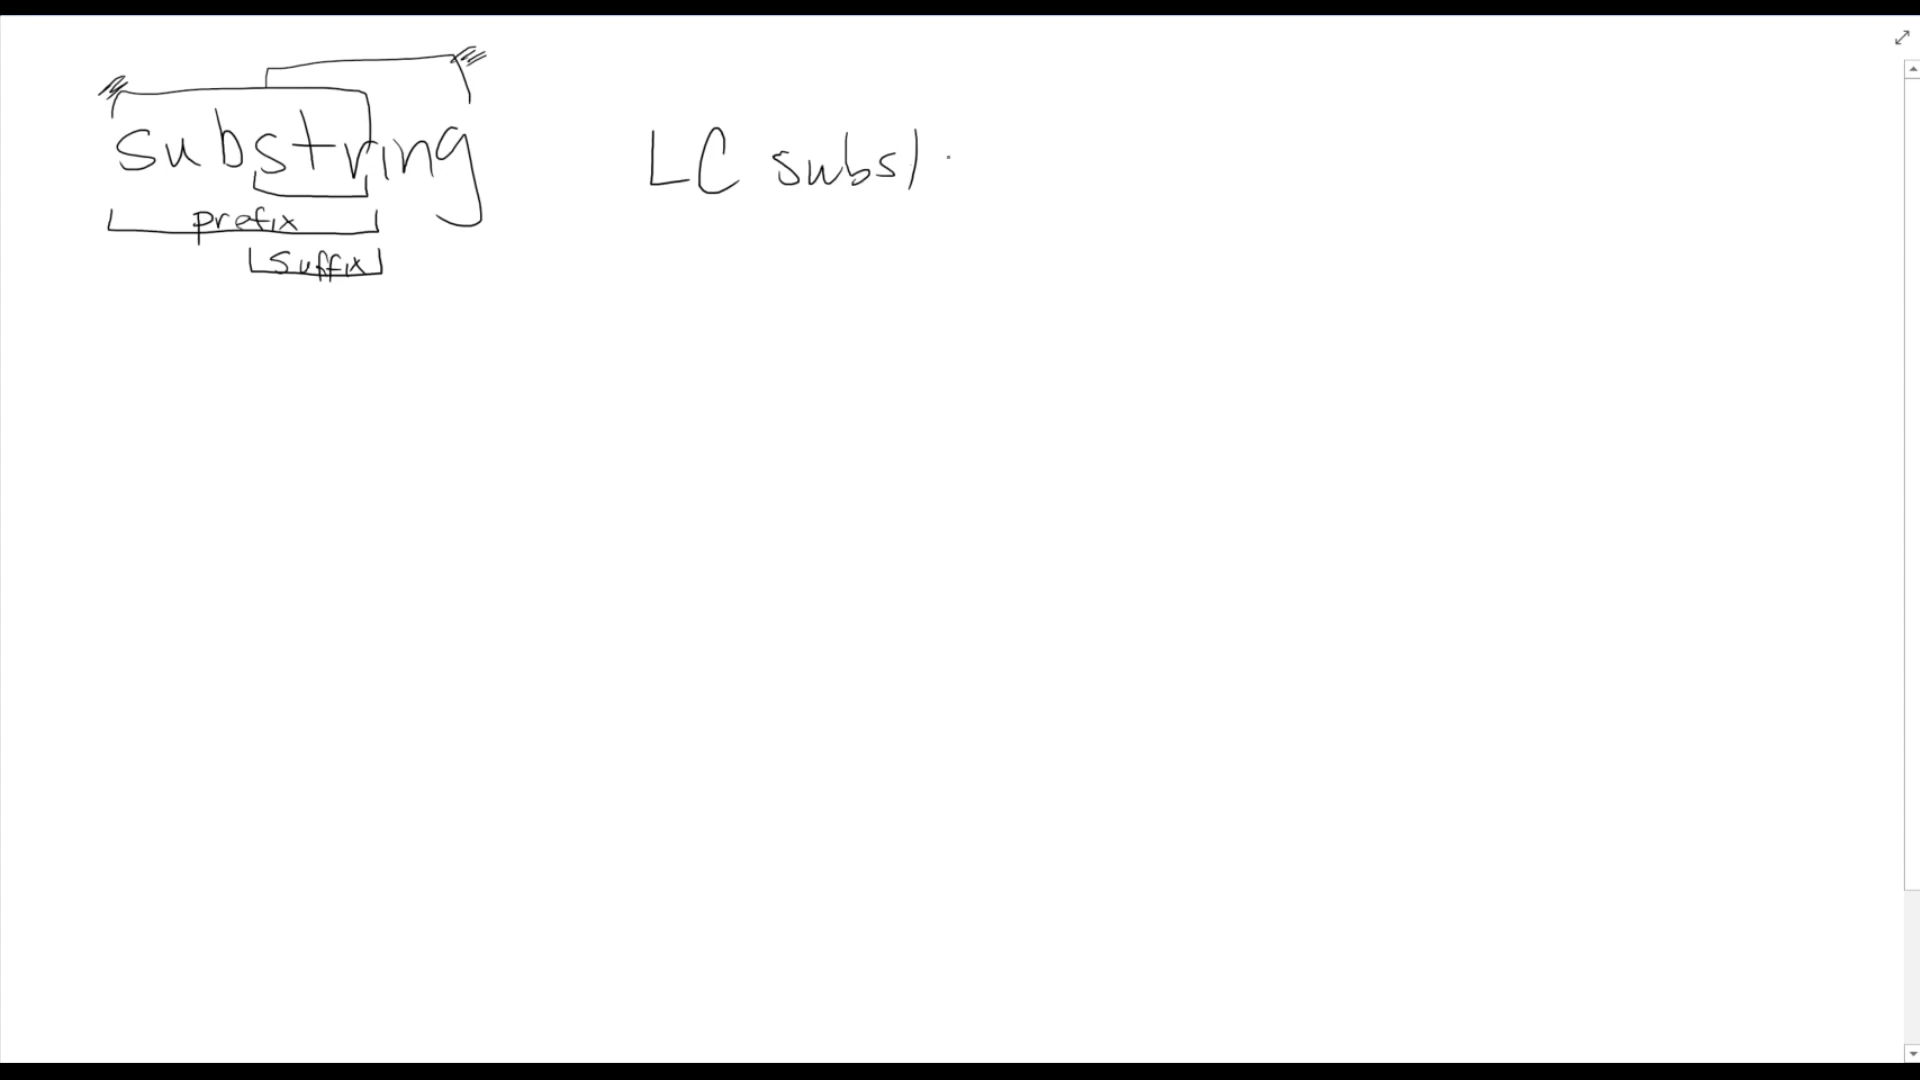 substring
prefix
suffix
LC subs